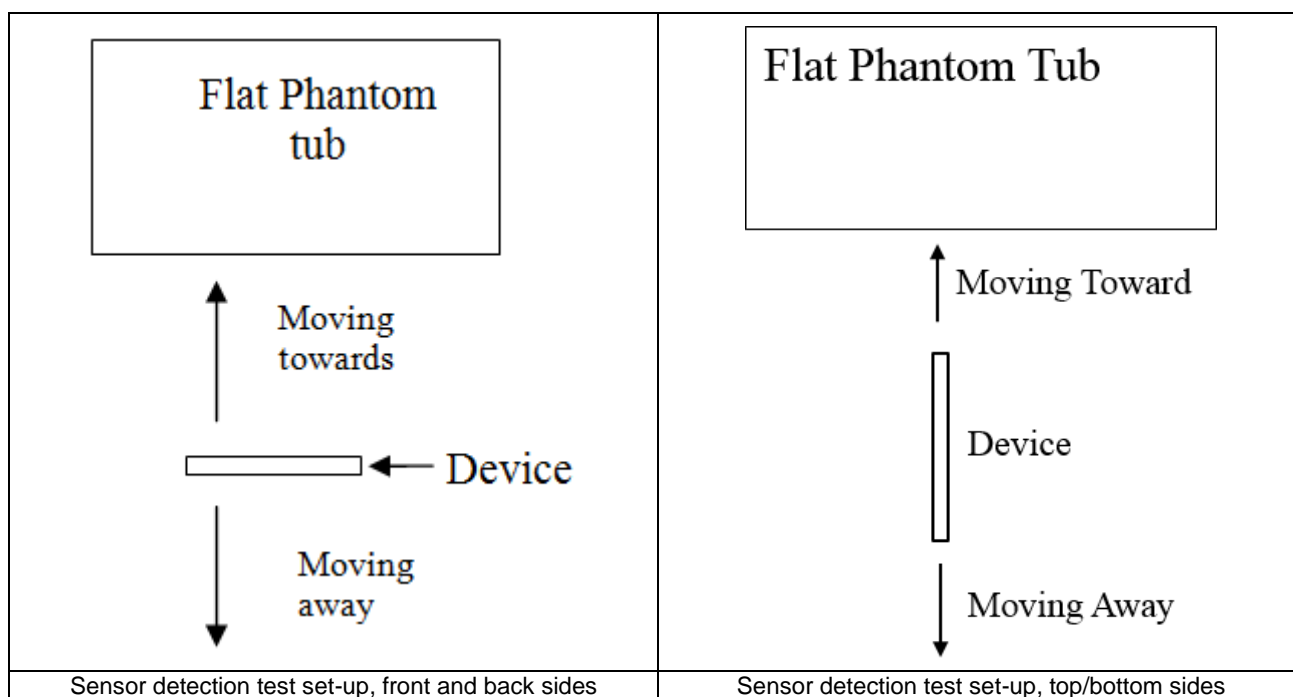 Flat Phantom
tub
Moving
towards
Device
Moving
away
Sensor detection test set-up, front and back sides
Flat Phantom Tub
Moving Toward
Device
Moving Away
Sensor detection test set-up, top/bottom sides